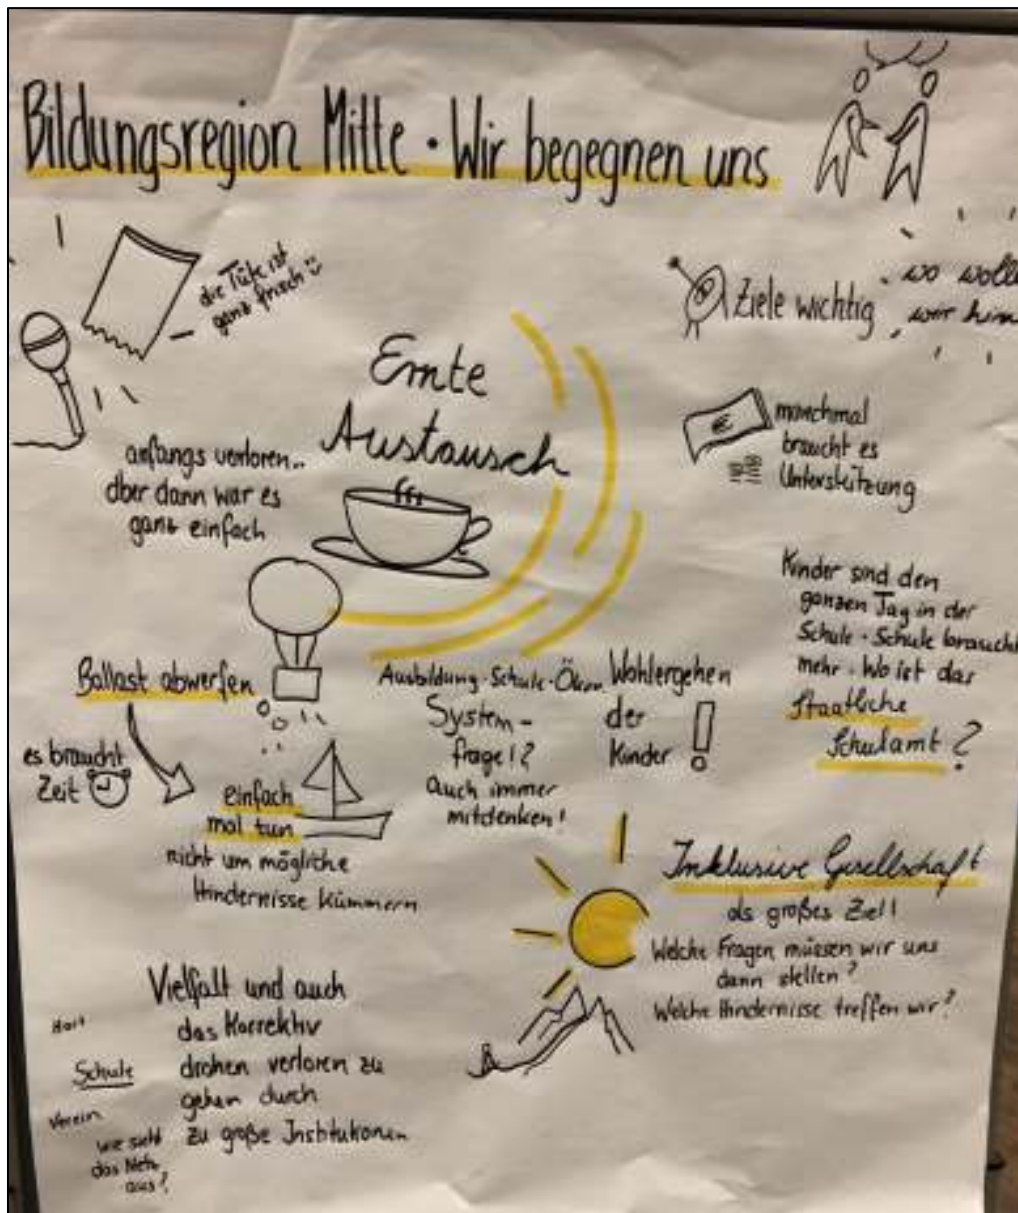 Bildungsregion Mitte · Wir begegnen uns
die Tüte ist
ganz frisch
Ziele wichtig
wo wolle
wir hin
Ernte
Austausch
anfangs verloren..
aber dann war es
ganz einfach
€
manchmal
braucht es
Unterstützung
Kinder sind den
ganzen Tag in der
Schule · Schule braucht
mehr · Wo ist das
Staatliche
Schulamt?
Ballast abwerfen
es braucht
Zeit
einfach
mal tun
nicht um mögliche
Hindernisse kümmern
Ausbildung · Schule ·
System-
frage!?
auch immer
mitdenken!
Wohlergehen
der
Kinder !
Inklusive Gesellschaft
als großes Ziel!
Welche Fragen müssen wir uns
dann stellen?
Welche Hindernisse treffen wir?
Vielfalt und auch
das Korrektiv
drohen verloren zu
gehen durch
zu große Institutionen
Hort
Schule
Verein
wie sieht
das Netz
aus?